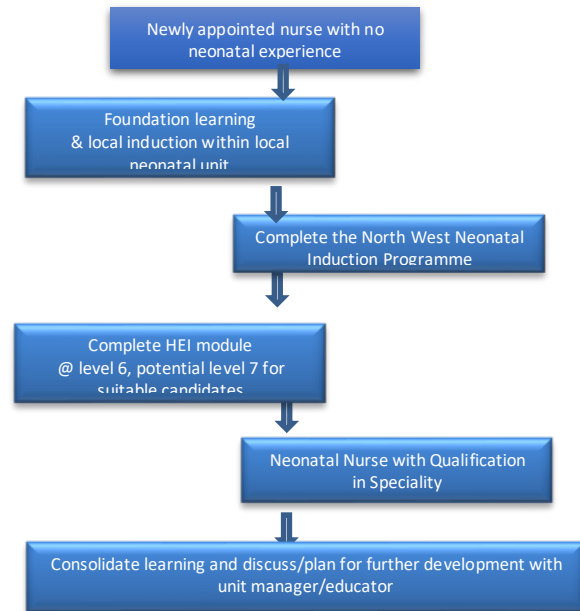 Newly appointed nurse with no
neonatal experience
Foundation learning
& local induction within local
neonatal unit
Complete the North West Neonatal
Induction Programme
Complete HEI module
@ level 6, potential level 7 for
suitable candidates
Neonatal Nurse with Qualification
in Speciality
Consolidate learning and discuss/plan for further development with
unit manager/educator